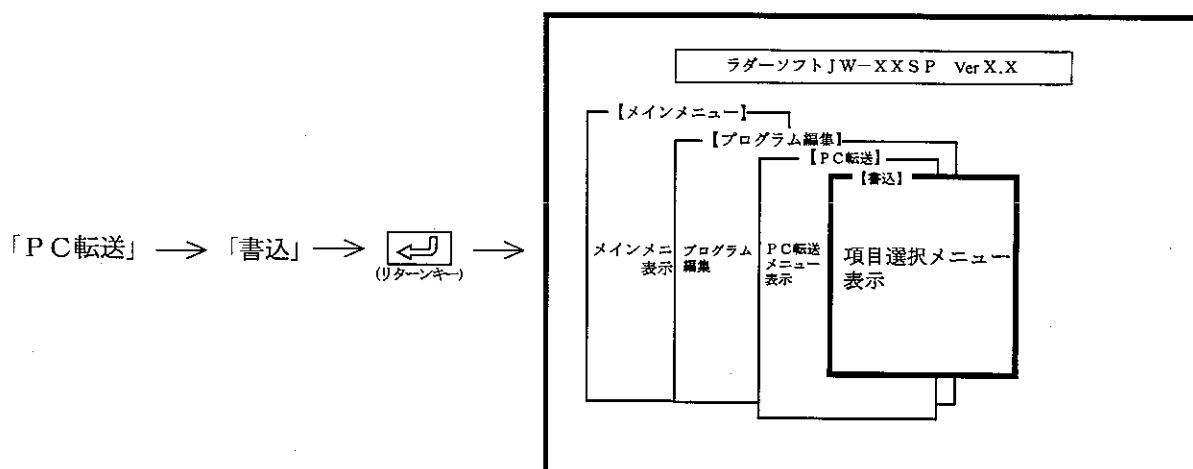 ラダーソフトJW-XXSP Ver X.X
【メインメニュー】
【プログラム編集】
【PC転送】
【書込】
「PC転送」 → 「書込」 → → 
(リターンキー)
メインメニ
表示
プログラム
編集
PC転送
メニュー
表示
項目選択メニュー
表示